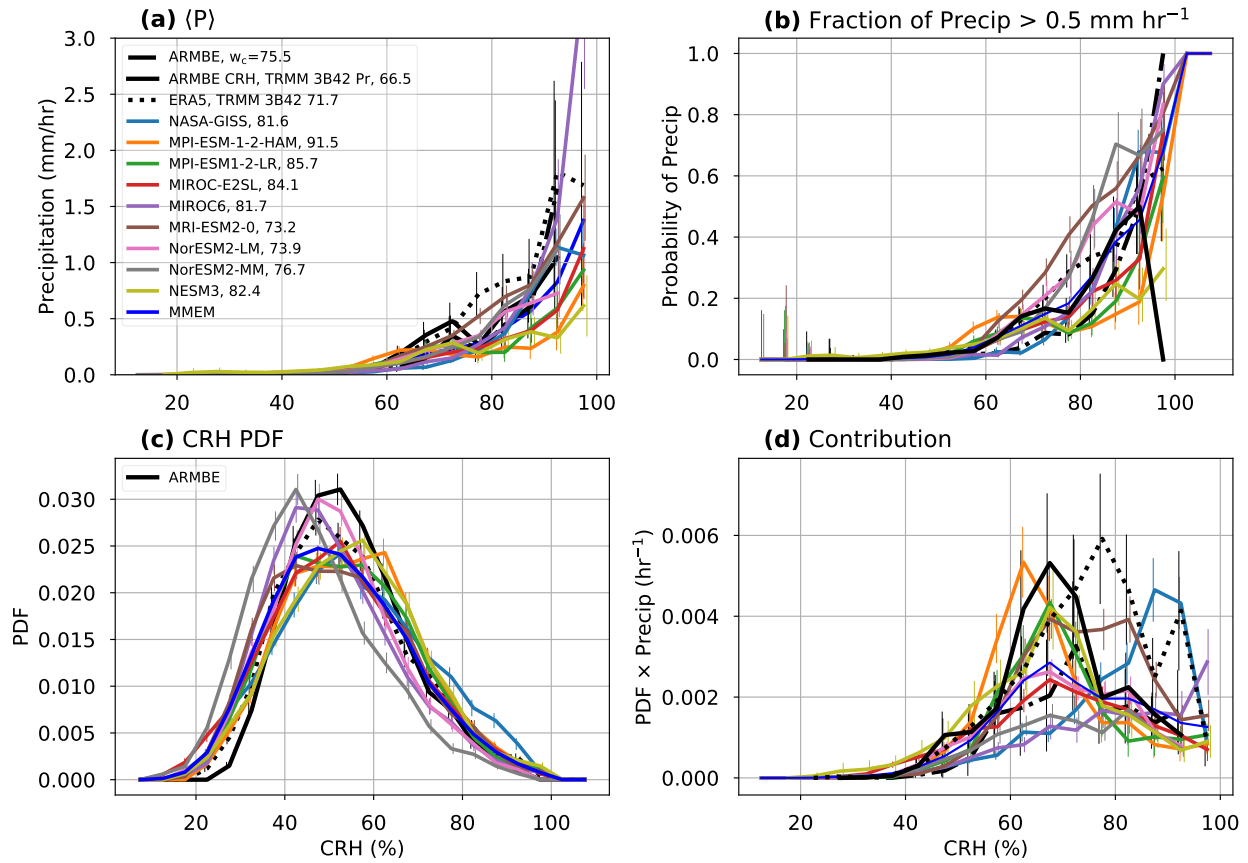 (a) ⟨P⟩
3.0
2.5
2.0
1.5
1.0
0.5
0.0
Precipitation (mm/hr)
ARMBE, w_c=75.5
ARMBE CRH, TRMM 3B42 Pr, 66.5
ERA5, TRMM 3B42 71.7
NASA-GISS, 81.6
MPI-ESM-1-2-HAM, 91.5
MPI-ESM1-2-LR, 85.7
MIROC-E2SL, 84.1
MIROC6, 81.7
MRI-ESM2-0, 73.2
NorESM2-LM, 73.9
NorESM2-MM, 76.7
NESM3, 82.4
MMEM
20 40 60 80 100
(b) Fraction of Precip > 0.5 mm hr⁻¹
1.0
0.8
0.6
0.4
0.2
0.0
Probability of Precip
20 40 60 80 100
(c) CRH PDF
ARMBE
0.030
0.025
0.020
0.015
0.010
0.005
0.000
PDF
20 40 60 80 100
CRH (%)
(d) Contribution
0.006
0.004
0.002
0.000
PDF × Precip (hr⁻¹)
20 40 60 80 100
CRH (%)